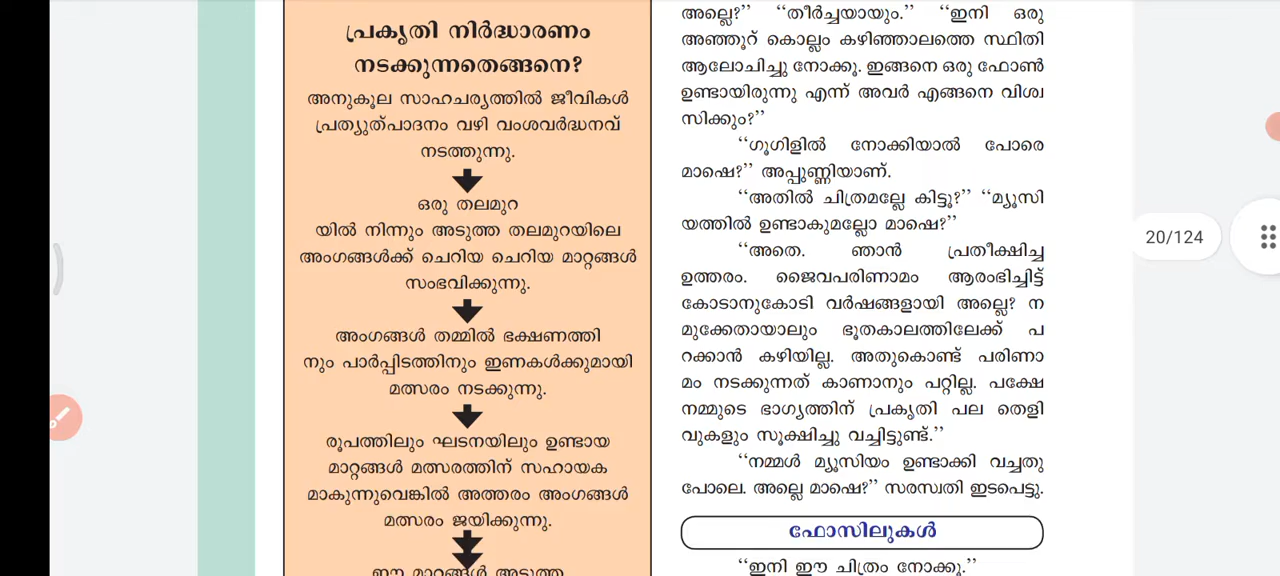 പ്രകൃതി നിർദ്ധാരണം
നടക്കുന്നതെങ്ങനെ?
അനുകൂല സാഹചര്യത്തിൽ ജീവികൾ
പ്രത്യുത്പാദനം വഴി വംശവർദ്ധനവ്
നടത്തുന്നു.
ഒരു തലമുറ
യിൽ നിന്നും അടുത്ത തലമുറയിലെ
അംഗങ്ങൾക്ക് ചെറിയ ചെറിയ മാറ്റങ്ങൾ
സംഭവിക്കുന്നു.
അംഗങ്ങൾ തമ്മിൽ ഭക്ഷണത്തി
നും പാർപ്പിടത്തിനും ഇണകൾക്കുമായി
മത്സരം നടക്കുന്നു.
രൂപത്തിലും ഘടനയിലും ഉണ്ടായ
മാറ്റങ്ങൾ മത്സരത്തിന് സഹായക
മാകുന്നുവെങ്കിൽ അത്തരം അംഗങ്ങൾ
മത്സരം ജയിക്കുന്നു.
ഈ മാറ്റങ്ങൾ അടുത്ത
അല്ലെ?’’ ‘‘തീർച്ചയായും.’’ ‘‘ഇനി ഒരു
അഞ്ഞൂറ് കൊല്ലം കഴിഞ്ഞാലത്തെ സ്ഥിതി
ആലോചിച്ചു നോക്കൂ. ഇങ്ങനെ ഒരു ഫോൺ
ഉണ്ടായിരുന്നു എന്ന് അവർ എങ്ങനെ വിശ്വ
സിക്കും?’’
‘‘ഗൂഗിളിൽ നോക്കിയാൽ പോരെ
മാഷെ?’’ അപ്പുണ്ണിയാണ്.
‘‘അതിൽ ചിത്രമല്ലേ കിട്ടൂ?’’ ‘‘മ്യൂസി
യത്തിൽ ഉണ്ടാകുമല്ലോ മാഷെ?’’
‘‘അതെ. ഞാൻ പ്രതീക്ഷിച്ച
ഉത്തരം. ജൈവപരിണാമം ആരംഭിച്ചിട്ട്
കോടാനുകോടി വർഷങ്ങളായി അല്ലെ? ന
മുക്കേതായാലും ഭൂതകാലത്തിലേക്ക് പ
റക്കാൻ കഴിയില്ല. അതുകൊണ്ട് പരിണാ
മം നടക്കുന്നത് കാണാനും പറ്റില്ല. പക്ഷേ
നമ്മുടെ ഭാഗ്യത്തിന് പ്രകൃതി പല തെളി
വുകളും സൂക്ഷിച്ചു വച്ചിട്ടുണ്ട്.’’
‘‘നമ്മൾ മ്യൂസിയം ഉണ്ടാക്കി വച്ചതു
പോലെ. അല്ലെ മാഷെ?’’ സരസ്വതി ഇടപെട്ടു.
ഫോസിലുകൾ
‘‘ഇനി ഈ ചിത്രം നോക്കൂ.’’
20/124